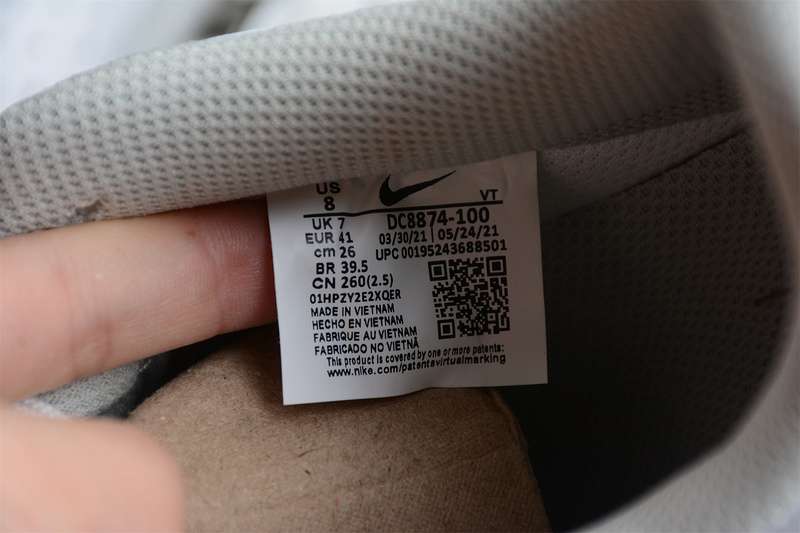 US
8
VT
UK 7
EUR 41
cm 26
BR 39.5
CN 260(2.5)
DC8874-100
03/30/21 | 05/24/21
UPC 00195243688501
01HPZY2E2XQER
MADE IN VIETNAM
HECHO EN VIETNAM
FABRIQUE AU VIETNAM
FABRICADO NO VIETNÃ
This product is covered by one or more patents:
www.nike.com/patentsvirtualmarking